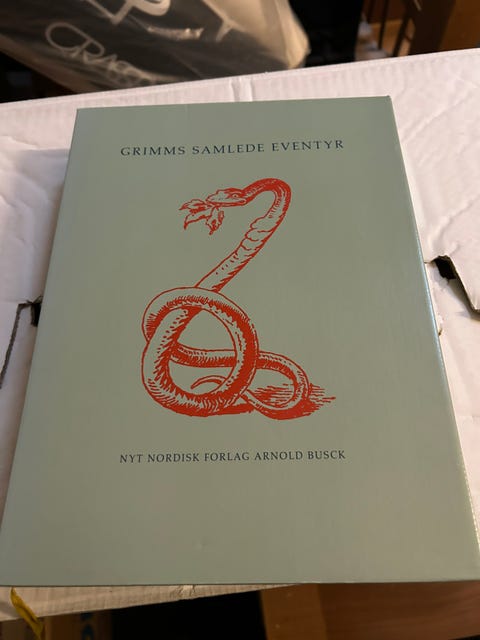 GRIMMS SAMLEDE EVENTYR
NYT NORDISK FORLAG ARNOLD BUSCK